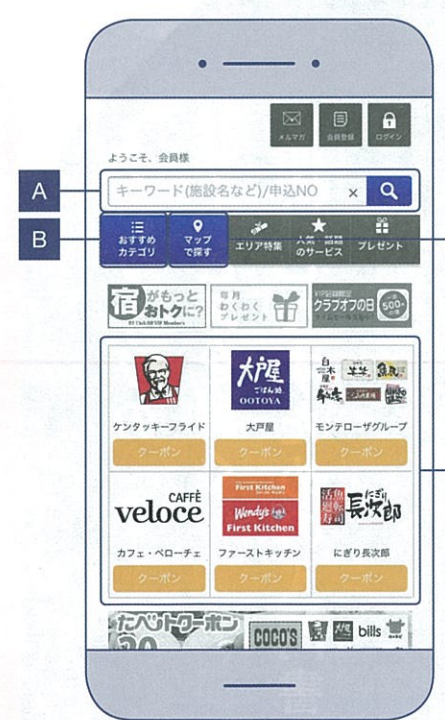 メルマガ 会員登録 ログイン
ようこそ、会員様
A
キーワード(施設名など)/申込NO ×
B
おすすめ
カテゴリ
マップ
で探す
エリア特集
人気・話題
のサービス
プレゼント
宿がもっと
おトクに?
毎月
わくわく
プレゼント
クラブオフの日
500
大戸屋
ごはん処
OOTOYA
白木屋
魚民
ケンタッキーフライド 大戸屋 モンテローザグループ
クーポン クーポン クーポン
CAFFÈ
veloce
First Kitchen
Wendy's
First Kitchen
活魚
廻転
寿司
にぎり
長次郎
カフェ・ベローチェ ファーストキッチン にぎり長次郎
クーポン クーポン クーポン
たベットクーポン
COCO'S
bills